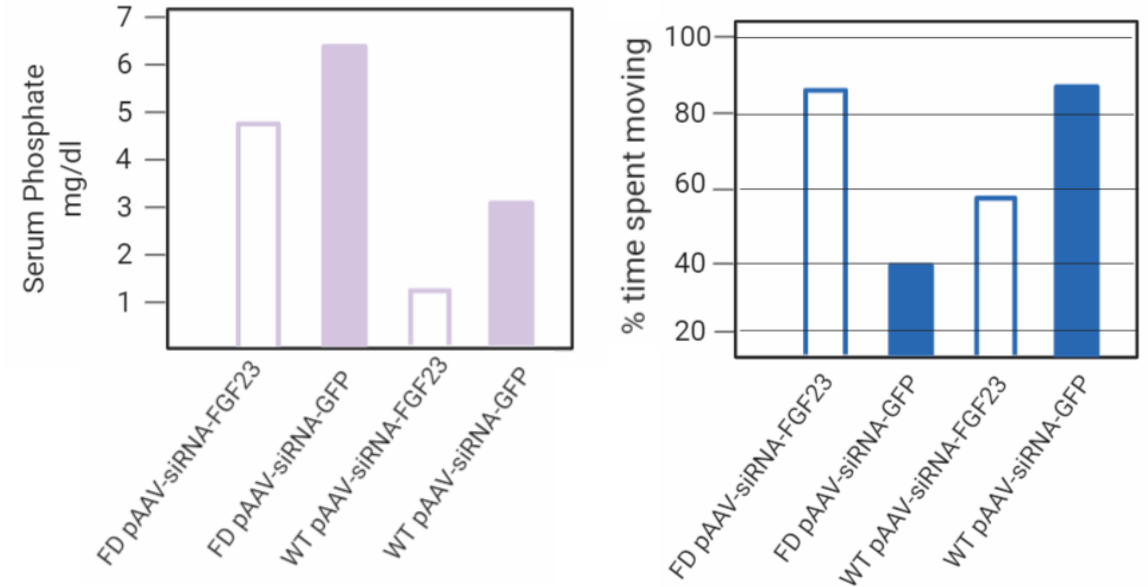 Serum Phosphate
mg/dl
7
6
5
4
3
2
1
FD pAAV-siRNA-FGF23
FD pAAV-siRNA-GFP
WT pAAV-siRNA-FGF23
WT pAAV-siRNA-GFP
% time spent moving
100
80
60
40
20
FD pAAV-siRNA-FGF23
FD pAAV-siRNA-GFP
WT pAAV-siRNA-FGF23
WT pAAV-siRNA-GFP